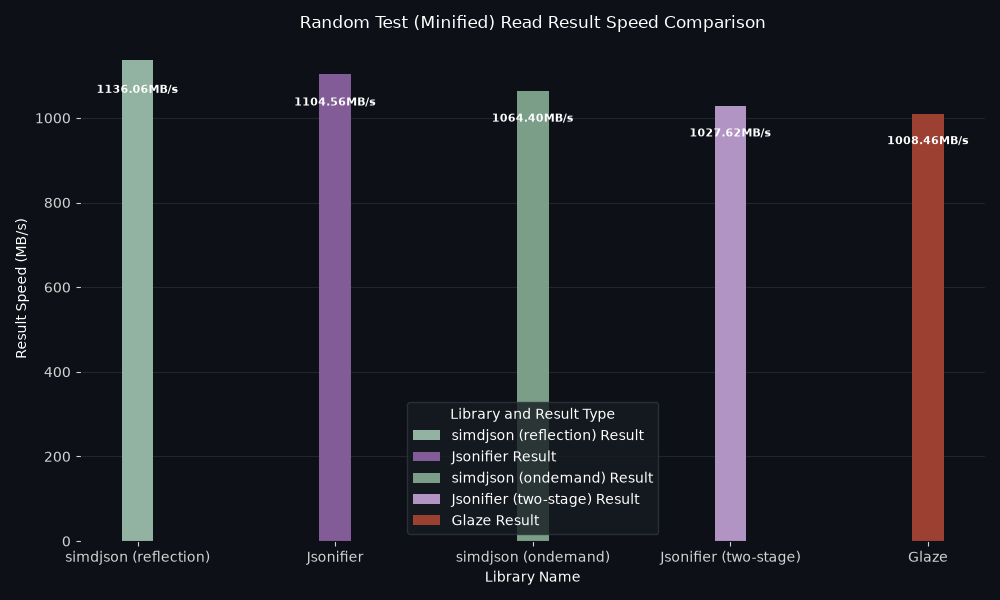 Random Test (Minified) Read Result Speed Comparison
1136.06MB/s
1104.56MB/s
1064.40MB/s
1027.62MB/s
1008.46MB/s
Result Speed (MB/s)
1000
800
600
400
200
0
Library and Result Type
simdjson (reflection) Result
Jsonifier Result
simdjson (ondemand) Result
Jsonifier (two-stage) Result
Glaze Result
simdjson (reflection)
Jsonifier
simdjson (ondemand)
Jsonifier (two-stage)
Glaze
Library Name